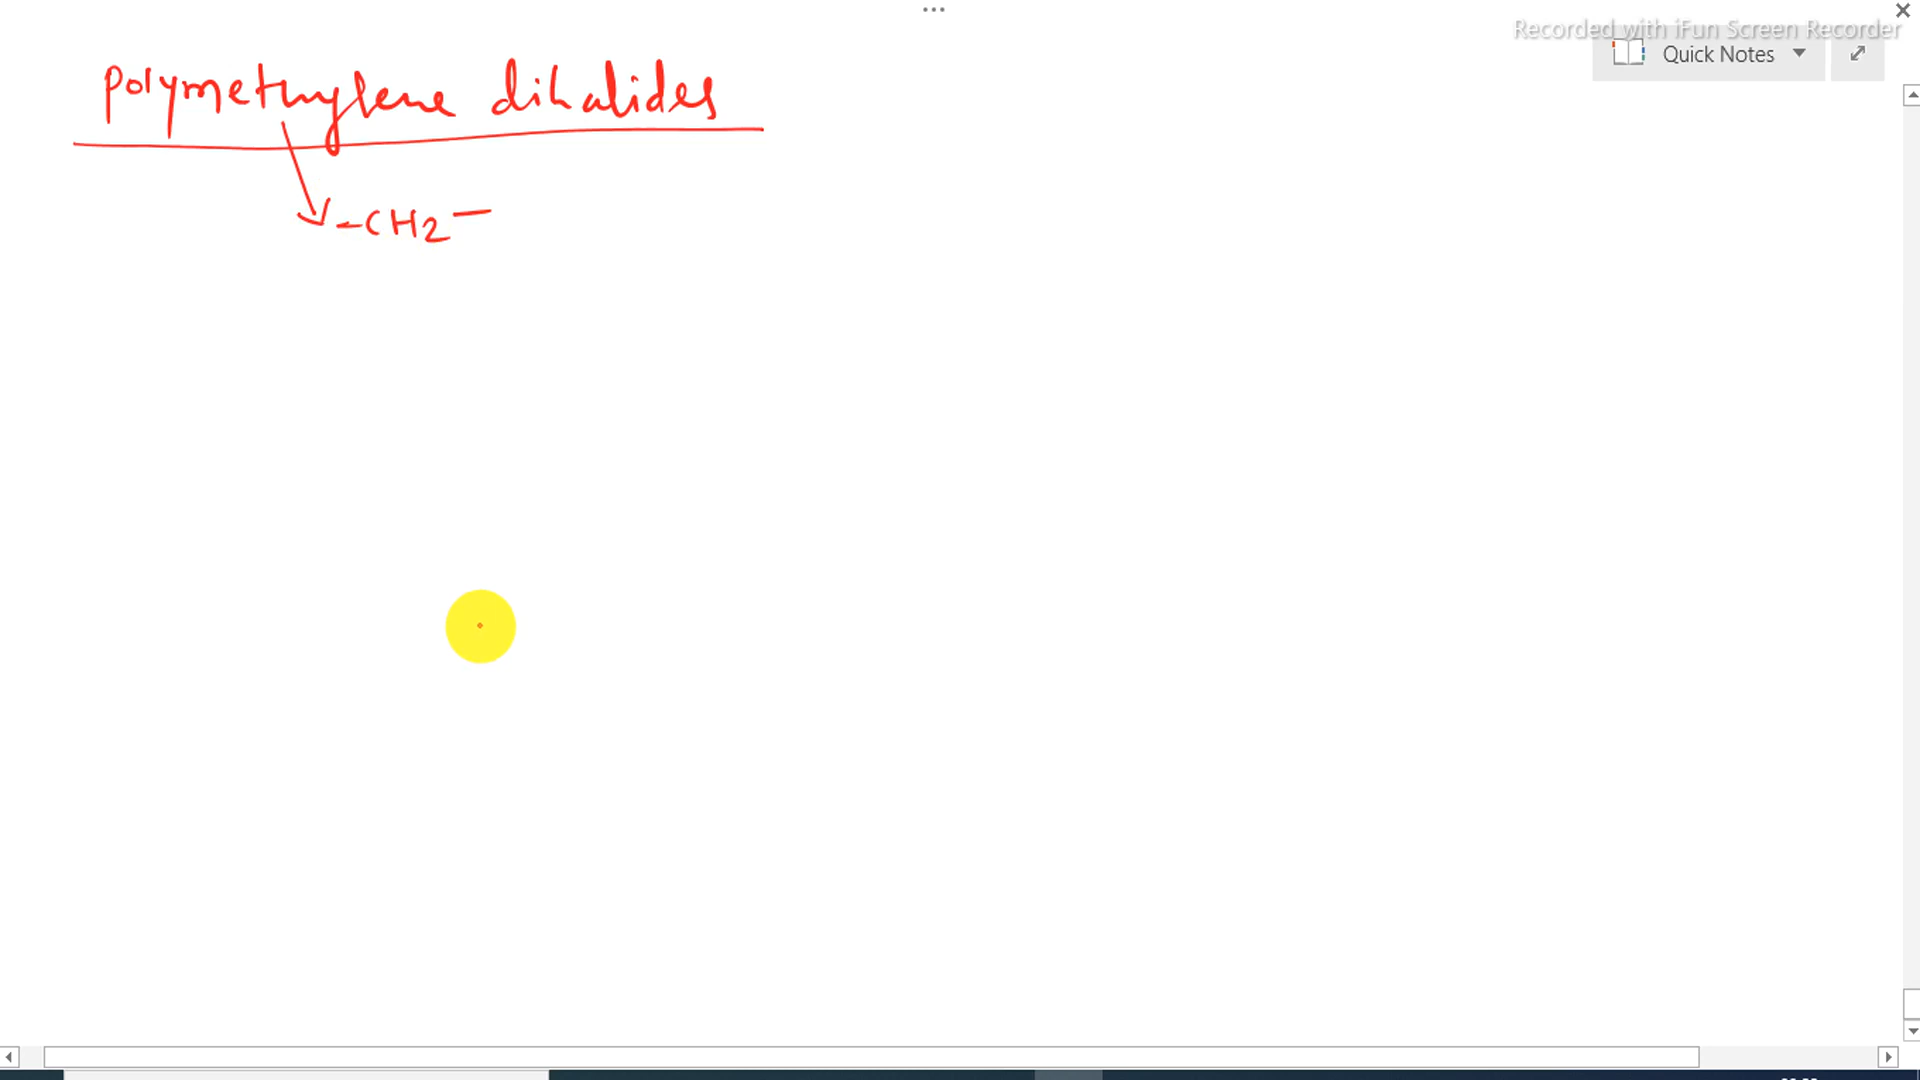 Recorded with iFun Screen Recorder
Quick Notes
polymethylene dihalides
-CH2-